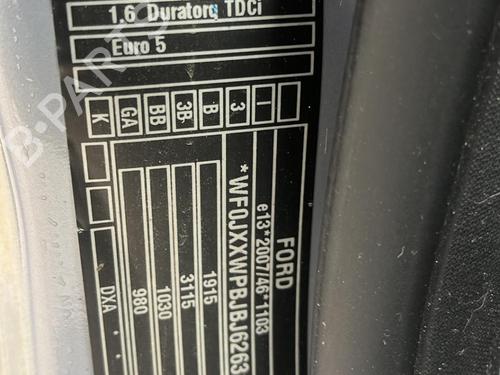 1.6 Duratorq TDCi
Euro 5
K GA BB 3B B 3 I
FORD
e13*2007/46*1103
*WF0JXXWPBJBJ6263
1915
3115
1030
980
DXA
B-PARTS